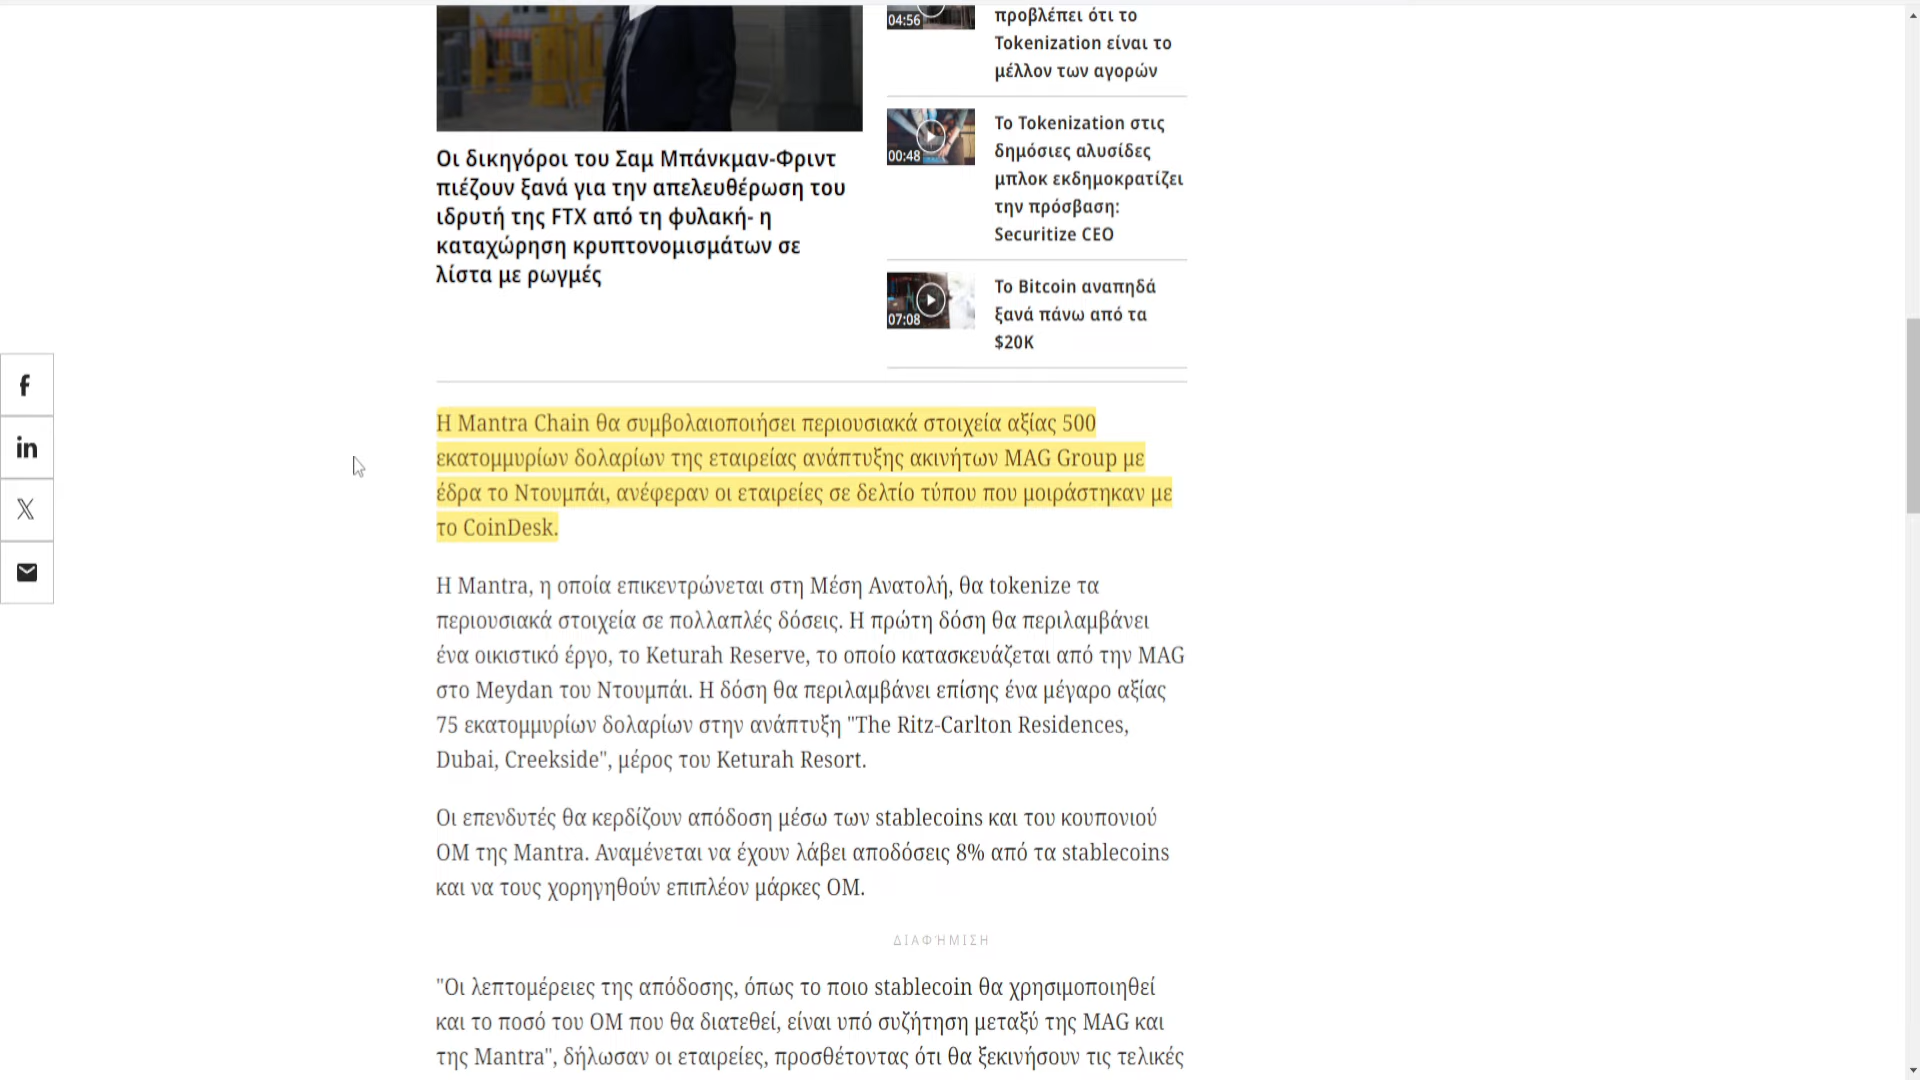 04:56
προβλέπει ότι το
Tokenization είναι το
μέλλον των αγορών
00:48
Το Tokenization στις
δημόσιες αλυσίδες
μπλοκ εκδημοκρατίζει
την πρόσβαση:
Securitize CEO
Οι δικηγόροι του Σαμ Μπάνκμαν-Φριντ
πιέζουν ξανά για την απελευθέρωση του
ιδρυτή της FTX από τη φυλακή- η
καταχώρηση κρυπτονομισμάτων σε
λίστα με ρωγμές
07:08
Το Bitcoin αναπηδά
ξανά πάνω από τα
$20K
Η Mantra Chain θα συμβολαιοποιήσει περιουσιακά στοιχεία αξίας 500
εκατομμυρίων δολαρίων της εταιρείας ανάπτυξης ακινήτων MAG Group με
έδρα το Ντουμπάι, ανέφεραν οι εταιρείες σε δελτίο τύπου που μοιράστηκαν με
το CoinDesk.
Η Mantra, η οποία επικεντρώνεται στη Μέση Ανατολή, θα tokenize τα
περιουσιακά στοιχεία σε πολλαπλές δόσεις. Η πρώτη δόση θα περιλαμβάνει
ένα οικιστικό έργο, το Keturah Reserve, το οποίο κατασκευάζεται από την MAG
στο Meydan του Ντουμπάι. Η δόση θα περιλαμβάνει επίσης ένα μέγαρο αξίας
75 εκατομμυρίων δολαρίων στην ανάπτυξη "The Ritz-Carlton Residences,
Dubai, Creekside", μέρος του Keturah Resort.
Οι επενδυτές θα κερδίζουν απόδοση μέσω των stablecoins και του κουπονιού
OM της Mantra. Αναμένεται να έχουν λάβει αποδόσεις 8% από τα stablecoins
και να τους χορηγηθούν επιπλέον μάρκες OM.
ΔΙΑΦΉΜΙΣΗ
"Οι λεπτομέρειες της απόδοσης, όπως το ποιο stablecoin θα χρησιμοποιηθεί
και το ποσό του OM που θα διατεθεί, είναι υπό συζήτηση μεταξύ της MAG και
της Mantra", δήλωσαν οι εταιρείες, προσθέτοντας ότι θα ξεκινήσουν τις τελικές